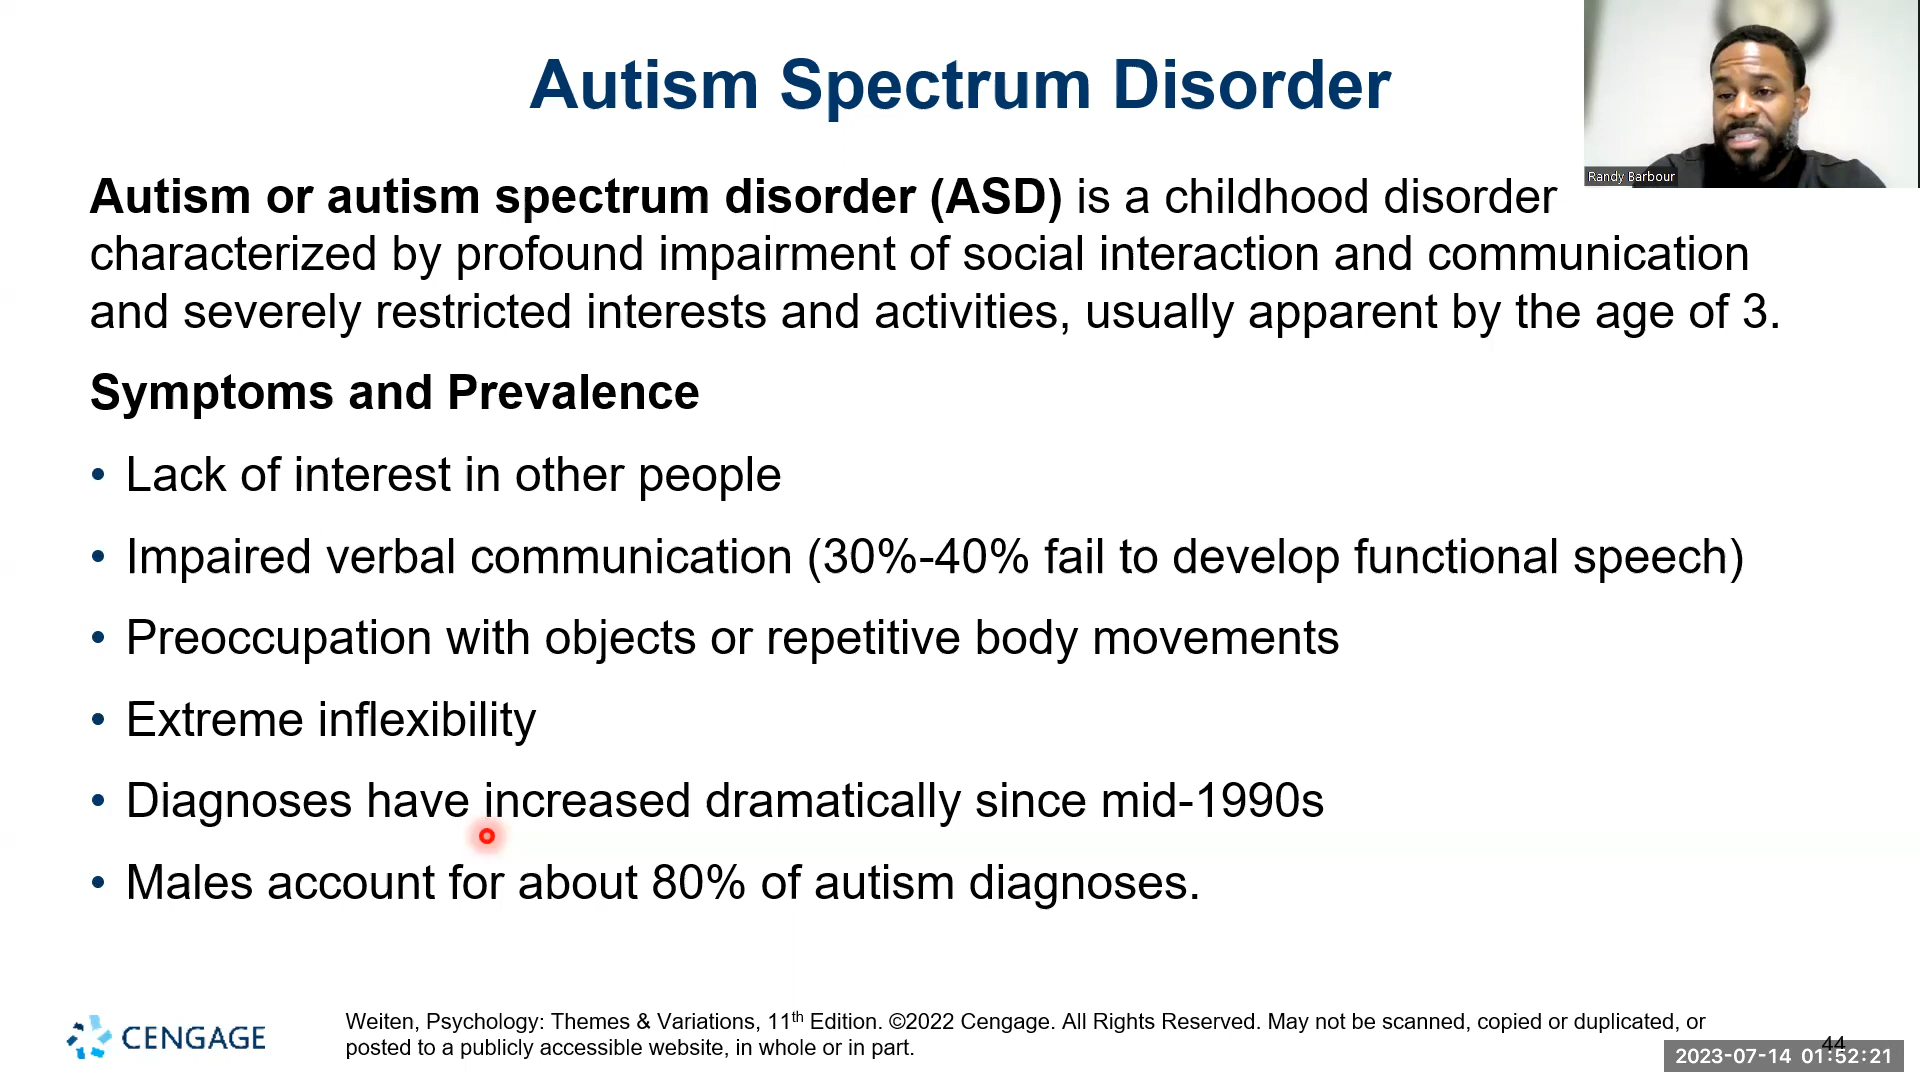 Autism Spectrum Disorder
Randy Barbour
Autism or autism spectrum disorder (ASD) is a childhood disorder
characterized by profound impairment of social interaction and communication
and severely restricted interests and activities, usually apparent by the age of 3.
Symptoms and Prevalence
• Lack of interest in other people
• Impaired verbal communication (30%-40% fail to develop functional speech)
• Preoccupation with objects or repetitive body movements
• Extreme inflexibility
• Diagnoses have increased dramatically since mid-1990s
• Males account for about 80% of autism diagnoses.
CENGAGE
Weiten, Psychology: Themes & Variations, 11th Edition. ©2022 Cengage. All Rights Reserved. May not be scanned, copied or duplicated, or
posted to a publicly accessible website, in whole or in part.
44
2023-07-14 01:52:21